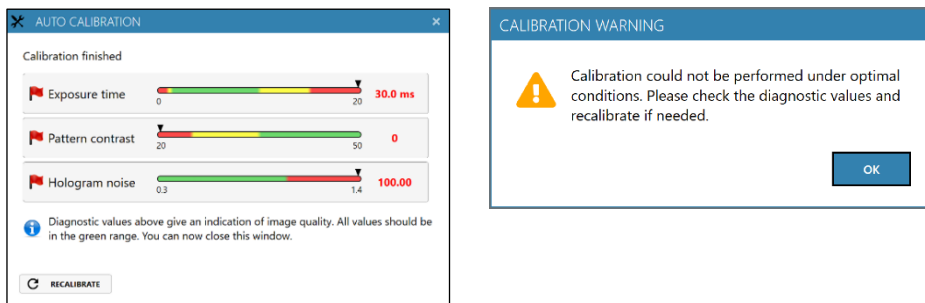 AUTO CALIBRATION
Calibration finished
Exposure time
0
20
30.0 ms
Pattern contrast
20
50
0
Hologram noise
0.3
1.4
100.00
Diagnostic values above give an indication of image quality. All values should be
in the green range. You can now close this window.
RECALIBRATE
CALIBRATION WARNING
Calibration could not be performed under optimal
conditions. Please check the diagnostic values and
recalibrate if needed.
OK